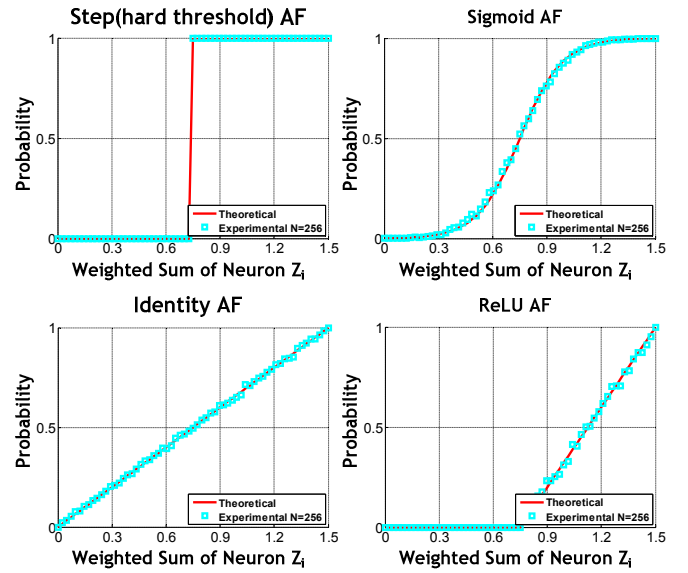 Step(hard threshold) AF
Probability
1
0.5
0
0
0.3
0.6
0.9
1.2
1.5
Theoretical
Experimental N=256
Weighted Sum of Neuron Zi
Sigmoid AF
Probability
1
0.5
0
0
0.3
0.6
0.9
1.2
1.5
Theoretical
Experimental N=256
Weighted Sum of Neuron Zi
Identity AF
Probability
1
0.5
0
0
0.3
0.6
0.9
1.2
1.5
Theoretical
Experimental N=256
Weighted Sum of Neuron Zi
ReLU AF
Probability
1
0.5
0
0
0.3
0.6
0.9
1.2
1.5
Theoretical
Experimental N=256
Weighted Sum of Neuron Zi